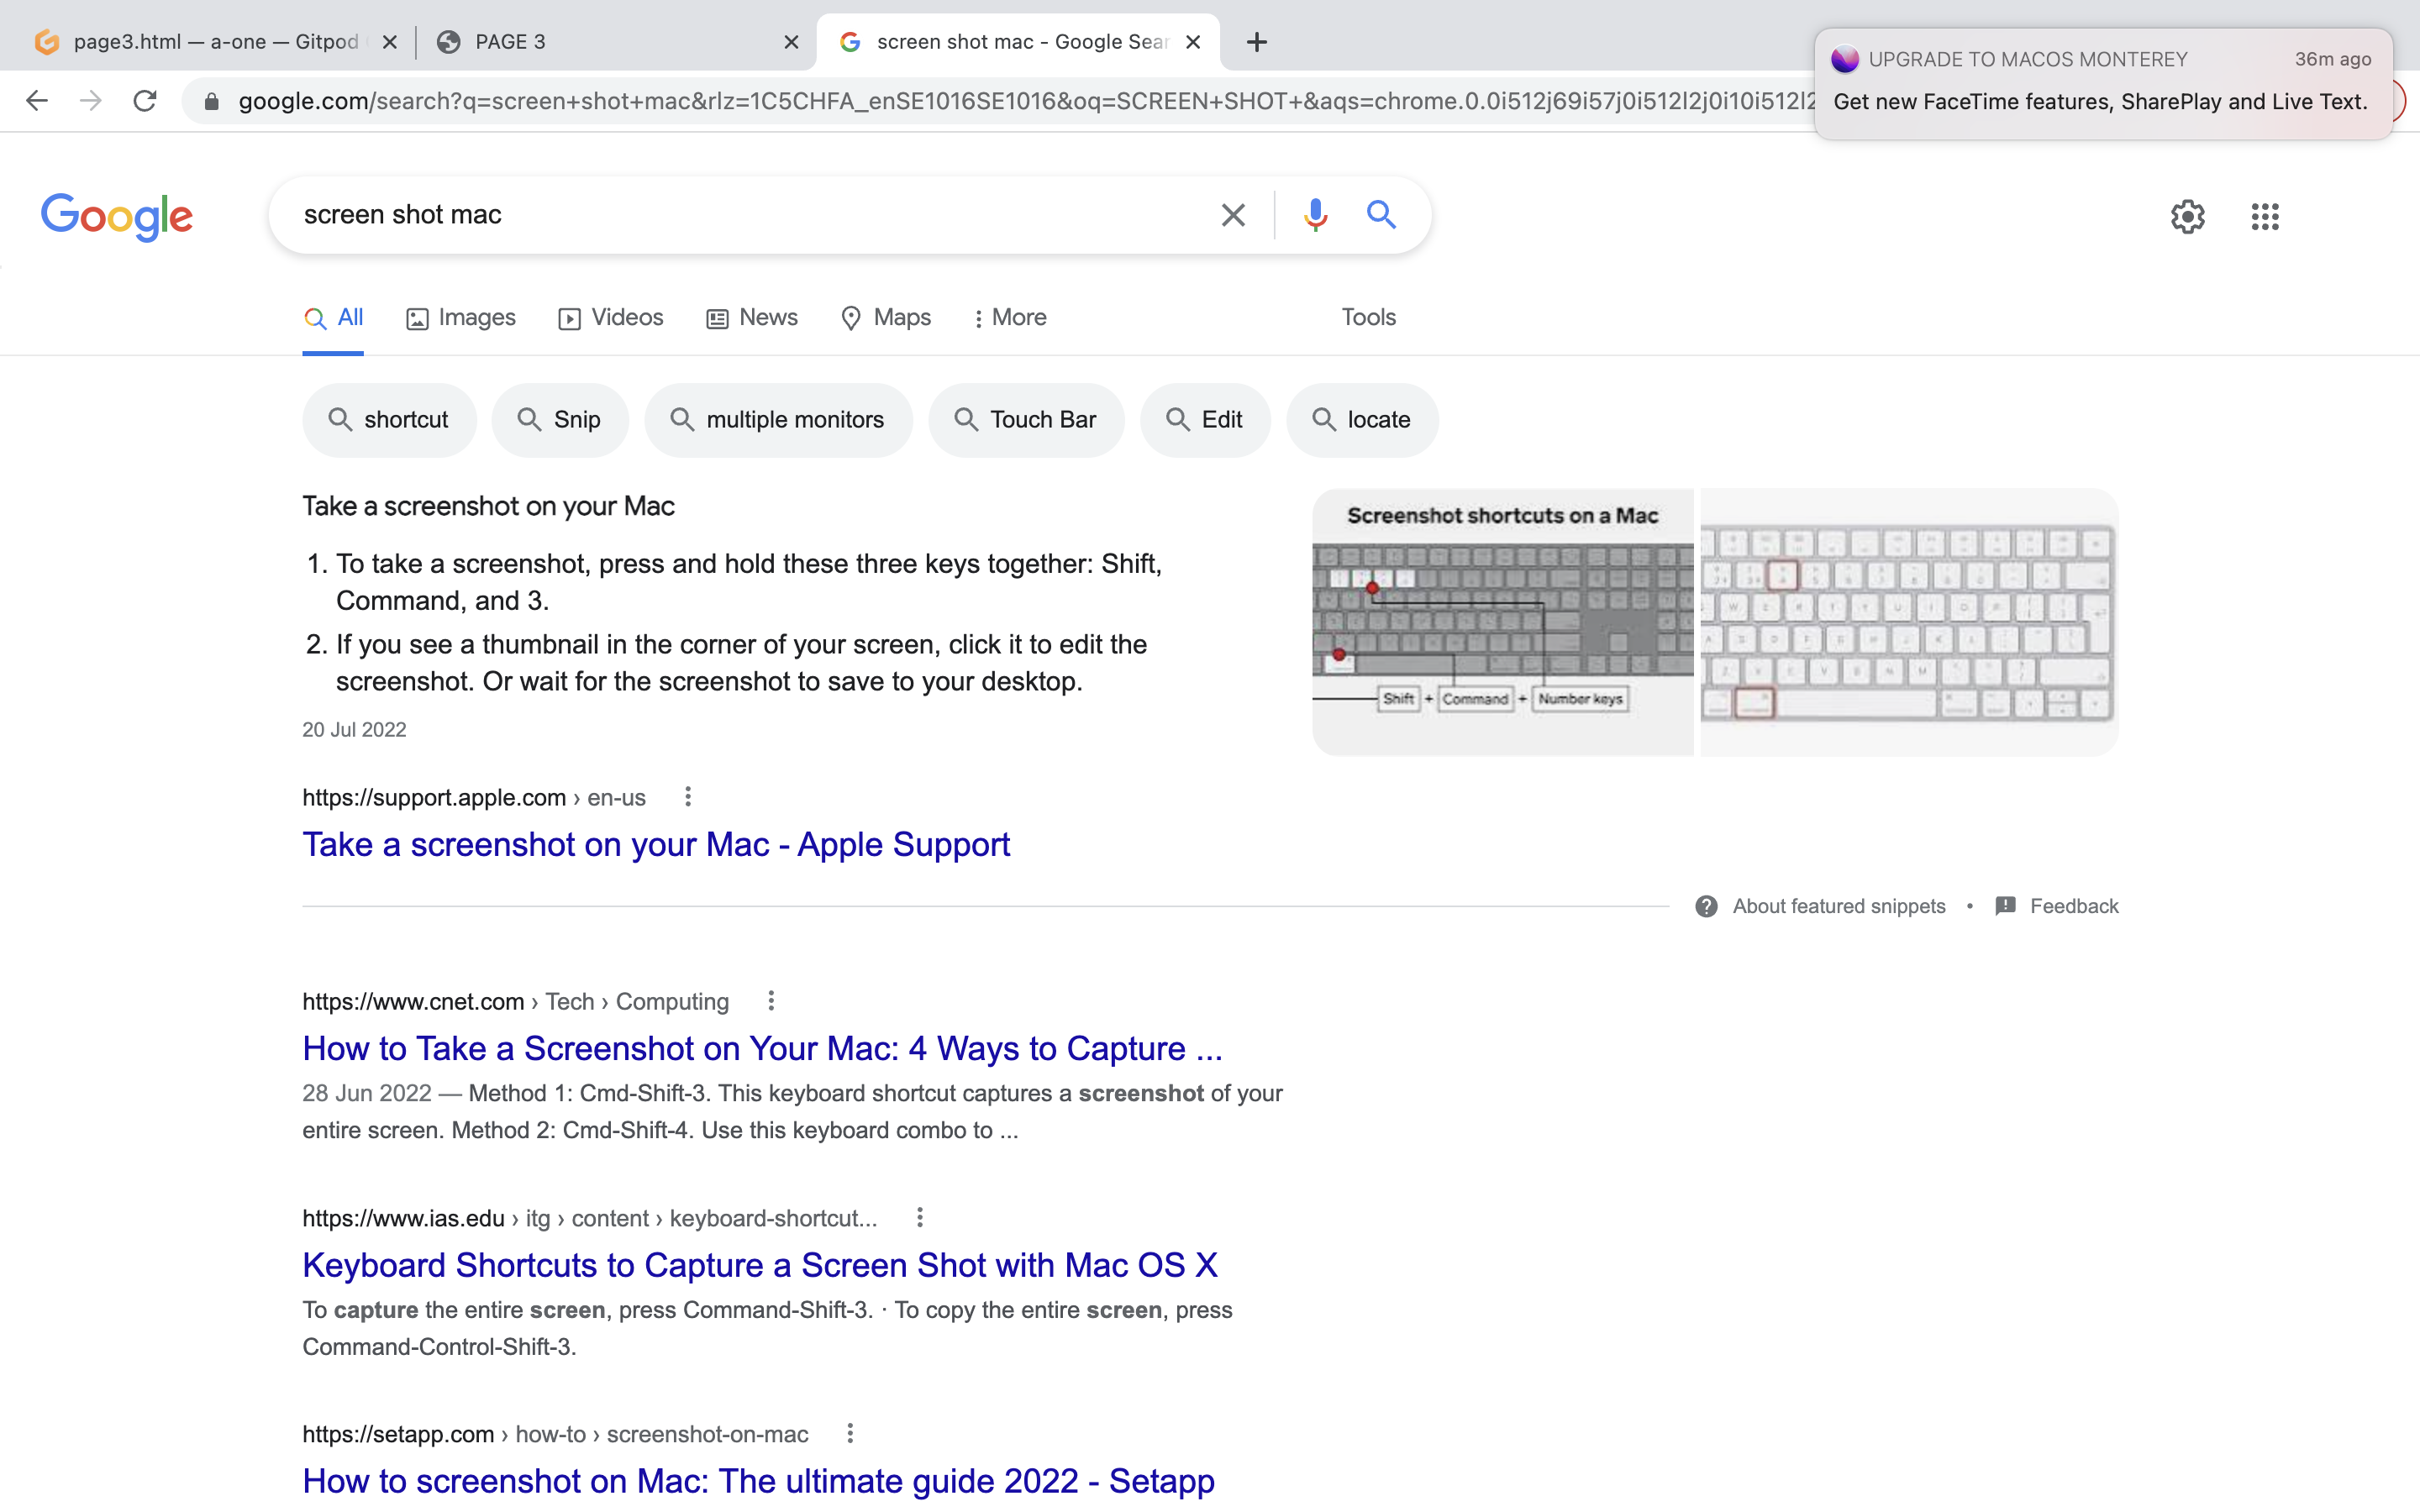 page3.html — a-one — Gitpod
PAGE 3
screen shot mac - Google Sear
UPGRADE TO MACOS MONTEREY
36m ago
Get new FaceTime features, SharePlay and Live Text.
google.com/search?q=screen+shot+mac&rlz=1C5CHFA_enSE1016SE1016&oq=SCREEN+SHOT+&aqs=chrome.0.0i512j69i57j0i512l2j0i10i512l2
Google
screen shot mac
All
Images
Videos
News
Maps
More
Tools
shortcut
Snip
multiple monitors
Touch Bar
Edit
locate
Take a screenshot on your Mac
1. To take a screenshot, press and hold these three keys together: Shift,
Command, and 3.
2. If you see a thumbnail in the corner of your screen, click it to edit the
screenshot. Or wait for the screenshot to save to your desktop.
20 Jul 2022
Screenshot shortcuts on a Mac
Shift + Command + Number keys
https://support.apple.com › en-us
Take a screenshot on your Mac - Apple Support
About featured snippets • Feedback
https://www.cnet.com › Tech › Computing
How to Take a Screenshot on Your Mac: 4 Ways to Capture ...
28 Jun 2022 — Method 1: Cmd-Shift-3. This keyboard shortcut captures a screenshot of your
entire screen. Method 2: Cmd-Shift-4. Use this keyboard combo to ...
https://www.ias.edu › itg › content › keyboard-shortcut...
Keyboard Shortcuts to Capture a Screen Shot with Mac OS X
To capture the entire screen, press Command-Shift-3. · To copy the entire screen, press
Command-Control-Shift-3.
https://setapp.com › how-to › screenshot-on-mac
How to screenshot on Mac: The ultimate guide 2022 - Setapp